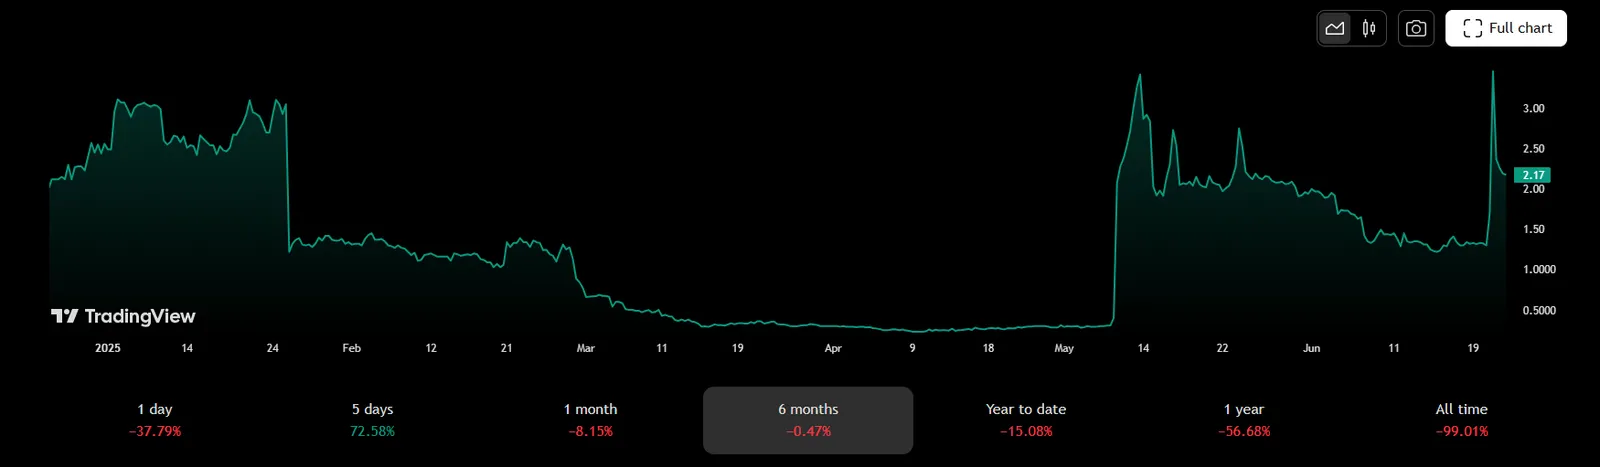 Full chart
3.00
2.50
2.17
2.00
1.50
1.0000
0.5000
TradingView
2025 14 24 Feb 12 21 Mar 11 19 Apr 9 18 May 14 22 Jun 11 19
1 day 5 days 1 month 6 months Year to date 1 year All time
−37.79% 72.58% −8.15% −0.47% −15.08% −56.68% −99.01%